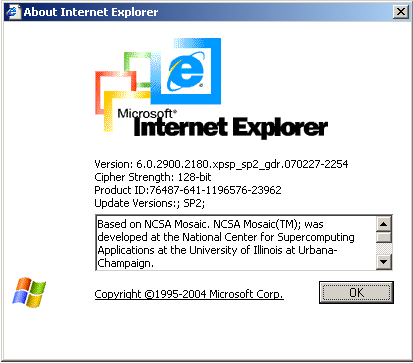 About Internet Explorer
Microsoft®
Internet Explorer
Version: 6.0.2900.2180.xpsp_sp2_gdr.070227-2254
Cipher Strength: 128-bit
Product ID:76487-641-1196576-23962
Update Versions:; SP2;
Based on NCSA Mosaic. NCSA Mosaic(TM); was
developed at the National Center for Supercomputing
Applications at the University of Illinois at Urbana-
Champaign.
Copyright ©1995-2004 Microsoft Corp.
OK